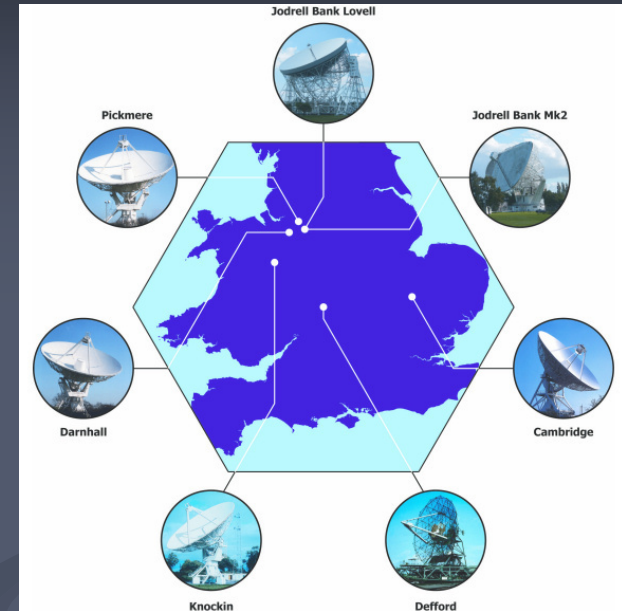 Jodrell Bank Lovell
Pickmere
Jodrell Bank Mk2
Darnhall
Cambridge
Knockin
Defford